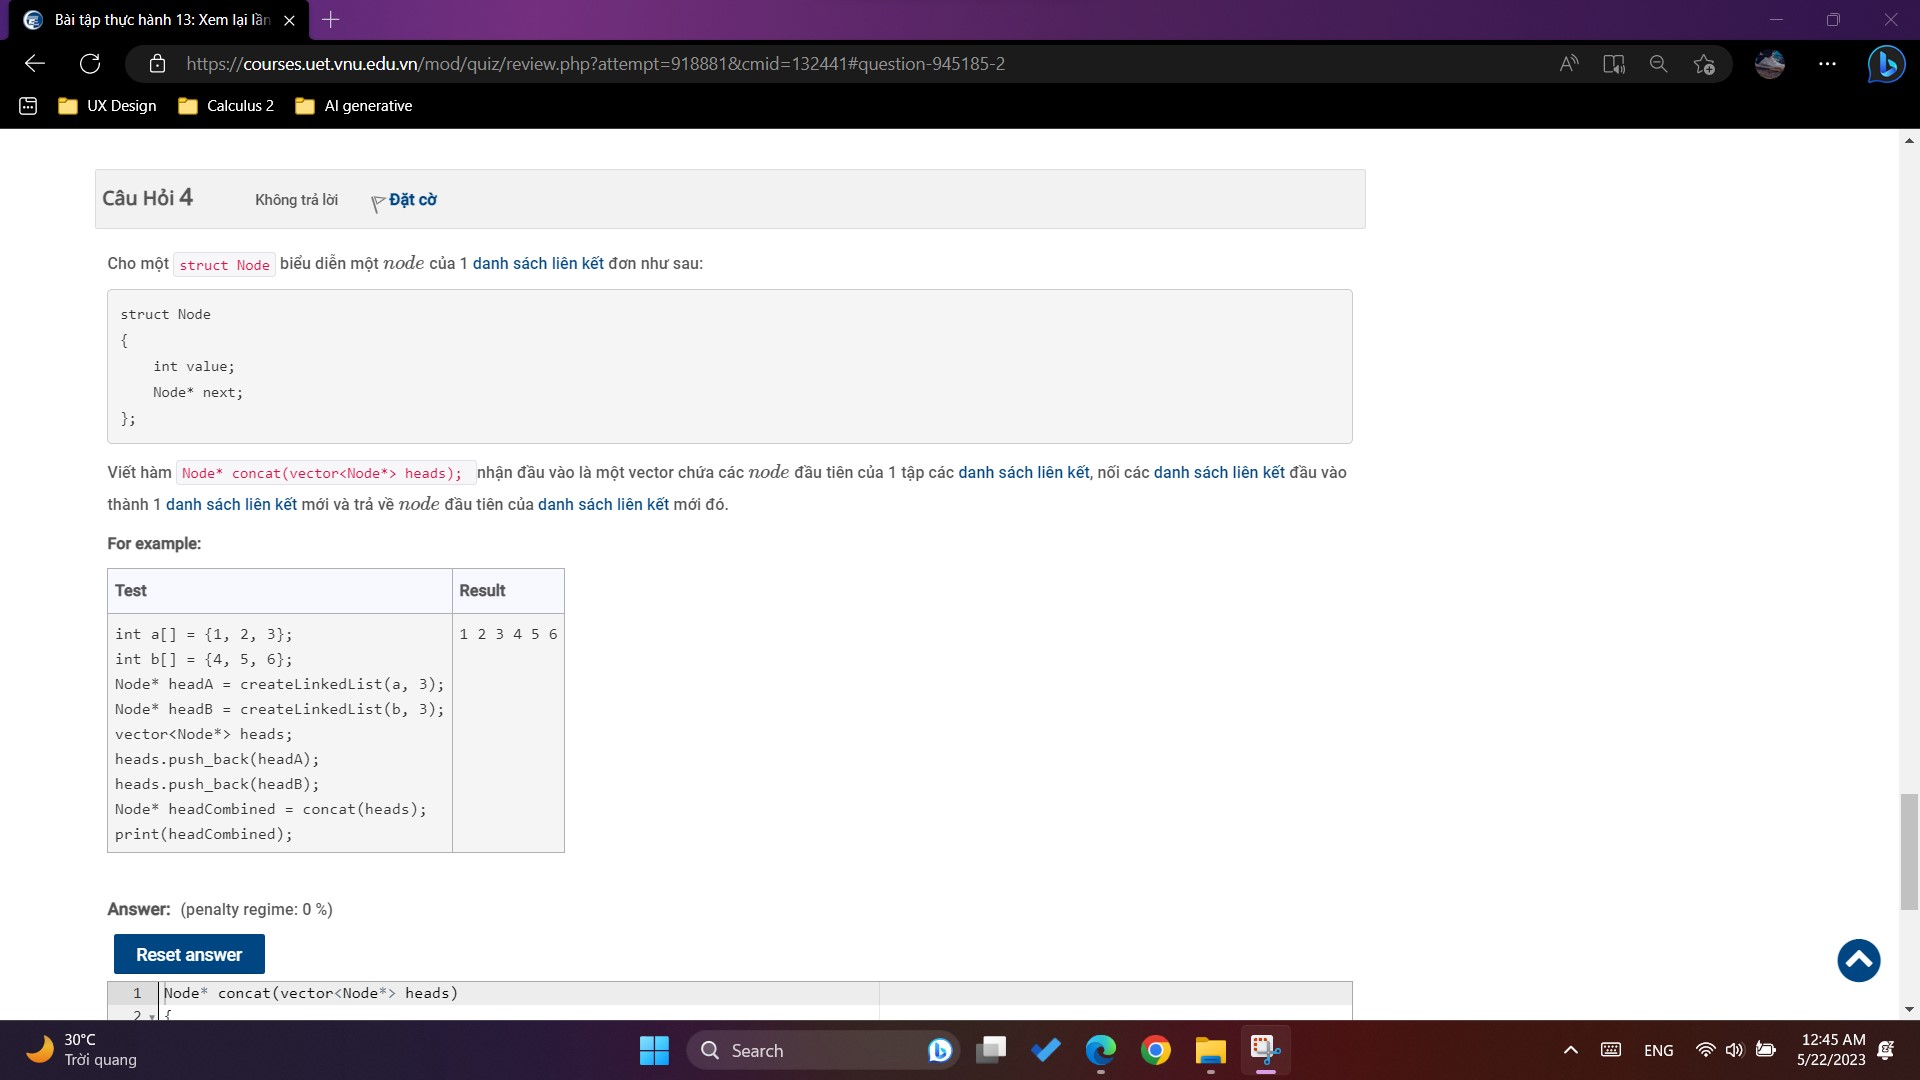 Bài tập thực hành 13: Xem lại lần
https://courses.uet.vnu.edu.vn/mod/quiz/review.php?attempt=918881&cmid=132441#question-945185-2
UX Design
Calculus 2
AI generative
Câu Hỏi 4
Không trả lời
Đặt cờ
Cho một struct Node biểu diễn một node của 1 danh sách liên kết đơn như sau:
struct Node
{
int value;
Node* next;
};
Viết hàm Node* concat(vector<Node*> heads); nhận đầu vào là một vector chứa các node đầu tiên của 1 tập các danh sách liên kết, nối các danh sách liên kết đầu vào
thành 1 danh sách liên kết mới và trả về node đầu tiên của danh sách liên kết mới đó.
For example:
Test Result
int a[] = {1, 2, 3}; 1 2 3 4 5 6
int b[] = {4, 5, 6};
Node* headA = createLinkedList(a, 3);
Node* headB = createLinkedList(b, 3);
vector<Node*> heads;
heads.push_back(headA);
heads.push_back(headB);
Node* headCombined = concat(heads);
print(headCombined);
Answer: (penalty regime: 0 %)
Reset answer
1 Node* concat(vector<Node*> heads)
2 {
30°C
Trời quang
Search
ENG
12:45 AM
5/22/2023